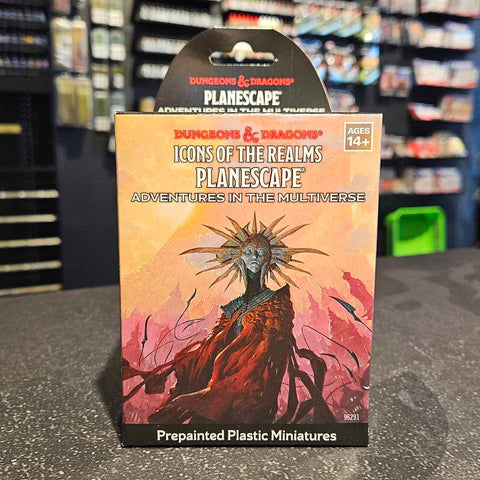 DUNGEONS & DRAGONS®
PLANESCAPE®
ADVENTURES IN THE MULTIVERSE
DUNGEONS & DRAGONS®
AGES
14+
ICONS OF THE REALMS
PLANESCAPE®
ADVENTURES IN THE MULTIVERSE
96291
Prepainted Plastic Miniatures